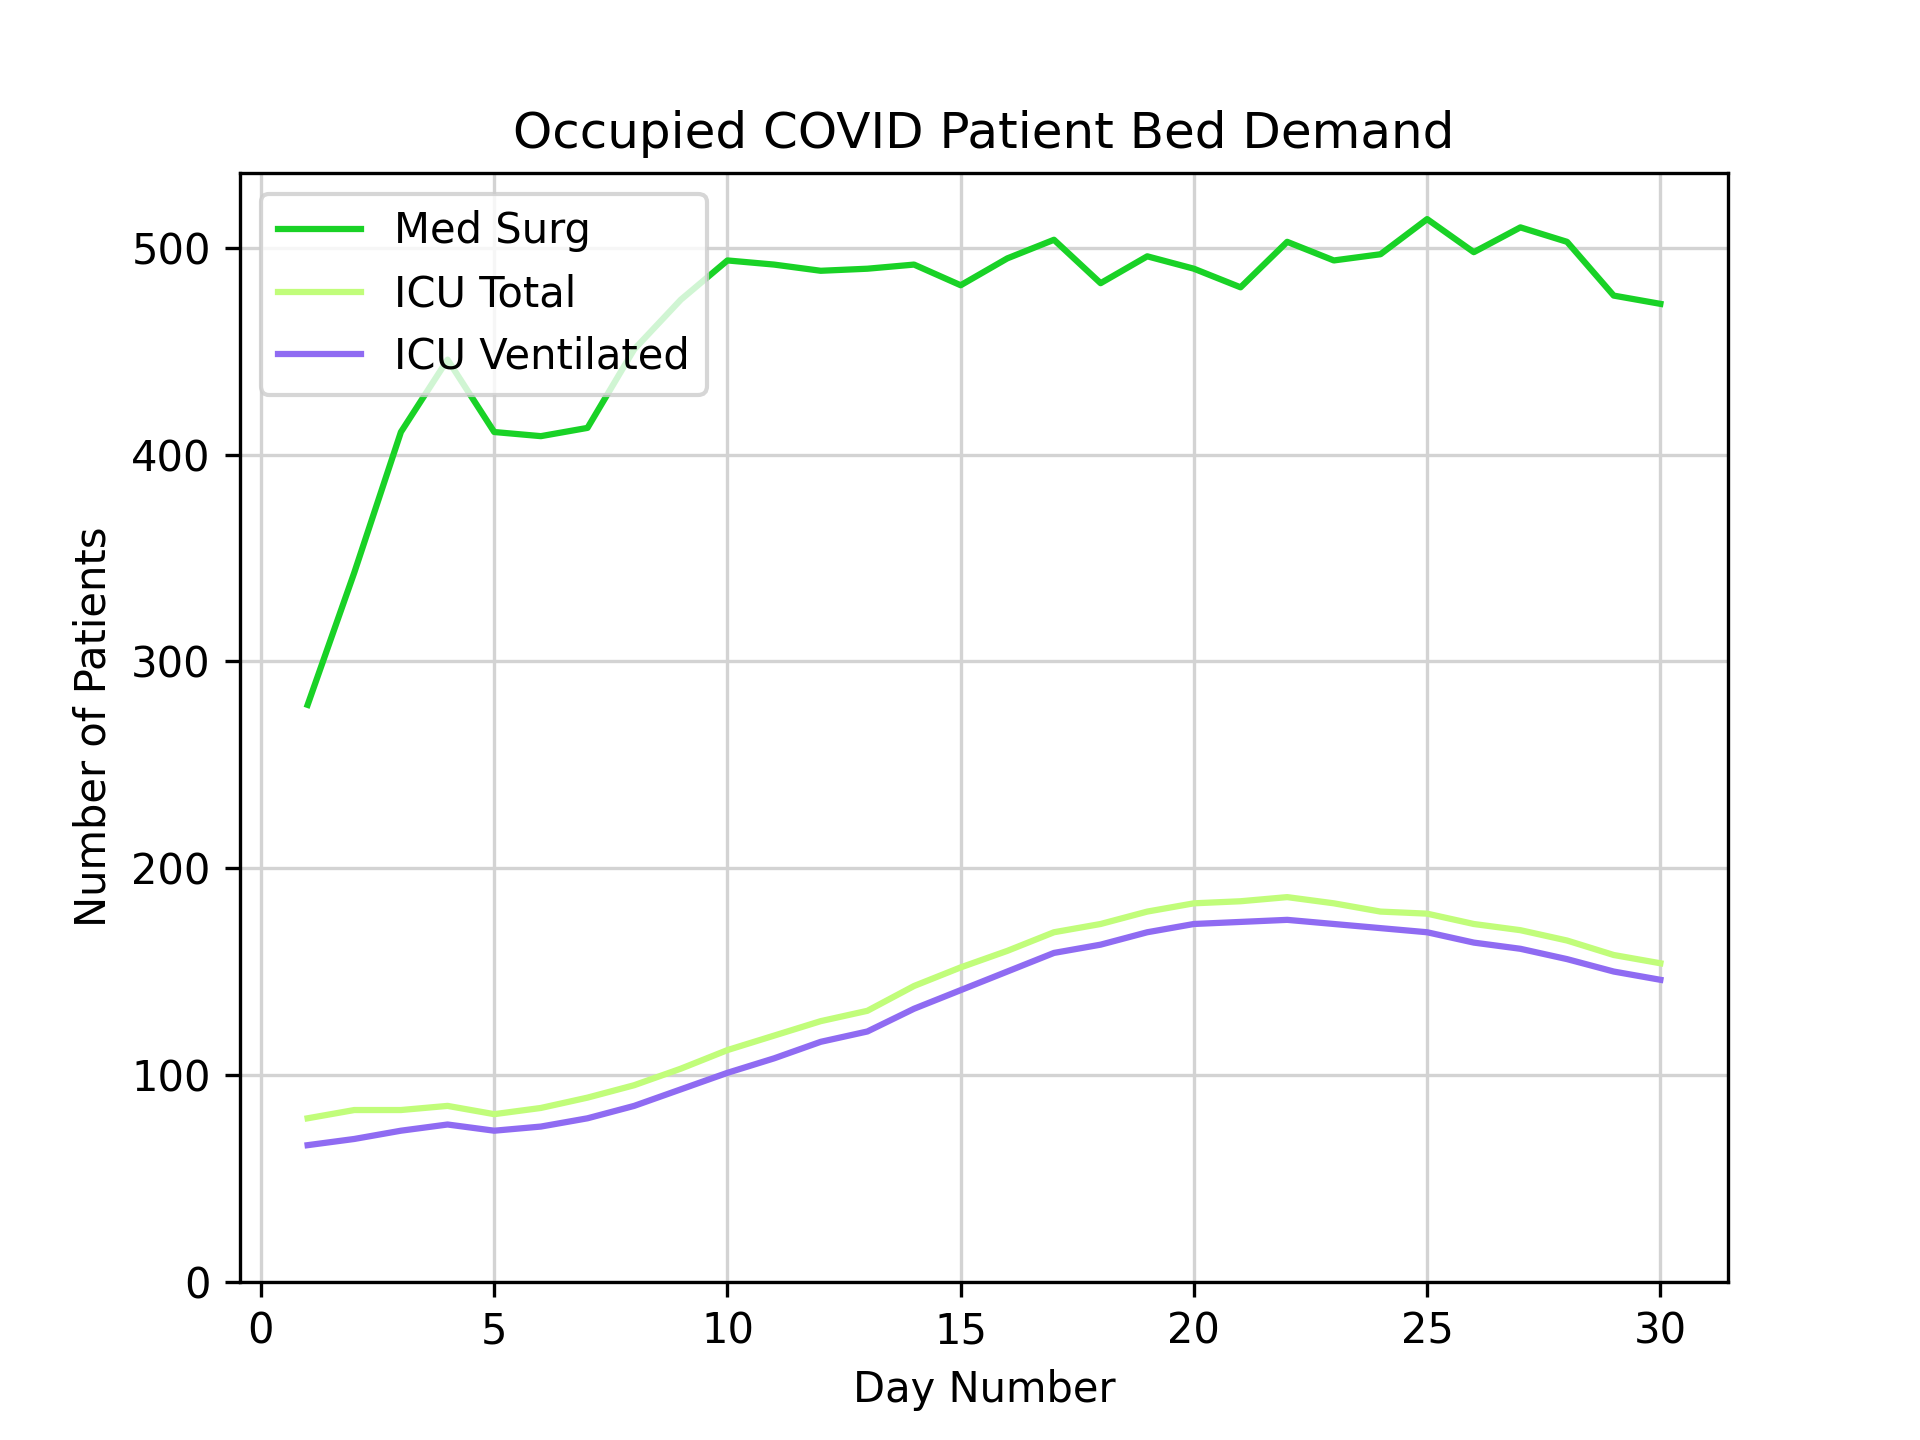 Occupied COVID Patient Bed Demand
Med Surg
ICU Total
ICU Ventilated
Number of Patients
500
400
300
200
100
0
0 5 10 15 20 25 30
Day Number